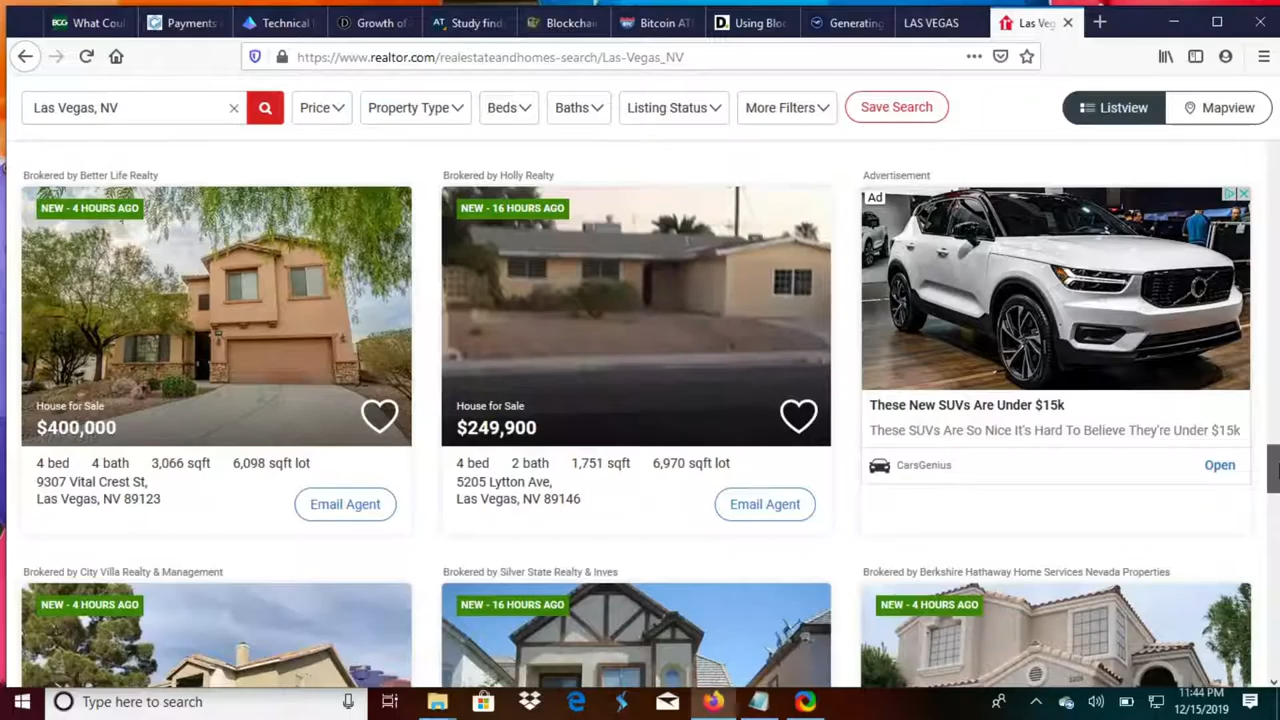 BCG What Coul
Payments
Technical
Growth of
AT Study find
Blockchai
Bitcoin AT
D Using Blo
Generating
LAS VEGAS
Las Veg
https://www.realtor.com/realestateandhomes-search/Las-Vegas_NV
Las Vegas, NV
Price
Property Type
Beds
Baths
Listing Status
More Filters
Save Search
Listview
Mapview
Brokered by Better Life Realty
NEW - 4 HOURS AGO
House for Sale
$400,000
4 bed 4 bath 3,066 sqft 6,098 sqft lot
9307 Vital Crest St,
Las Vegas, NV 89123
Email Agent
Brokered by Holly Realty
NEW - 16 HOURS AGO
House for Sale
$249,900
4 bed 2 bath 1,751 sqft 6,970 sqft lot
5205 Lytton Ave,
Las Vegas, NV 89146
Email Agent
Advertisement
Ad
These New SUVs Are Under $15k
These SUVs Are So Nice It's Hard To Believe They're Under $15k
CarsGenius
Open
Brokered by City Villa Realty & Management
NEW - 4 HOURS AGO
Brokered by Silver State Realty & Inves
NEW - 16 HOURS AGO
Brokered by Berkshire Hathaway Home Services Nevada Properties
NEW - 4 HOURS AGO
Type here to search
11:44 PM
12/15/2019